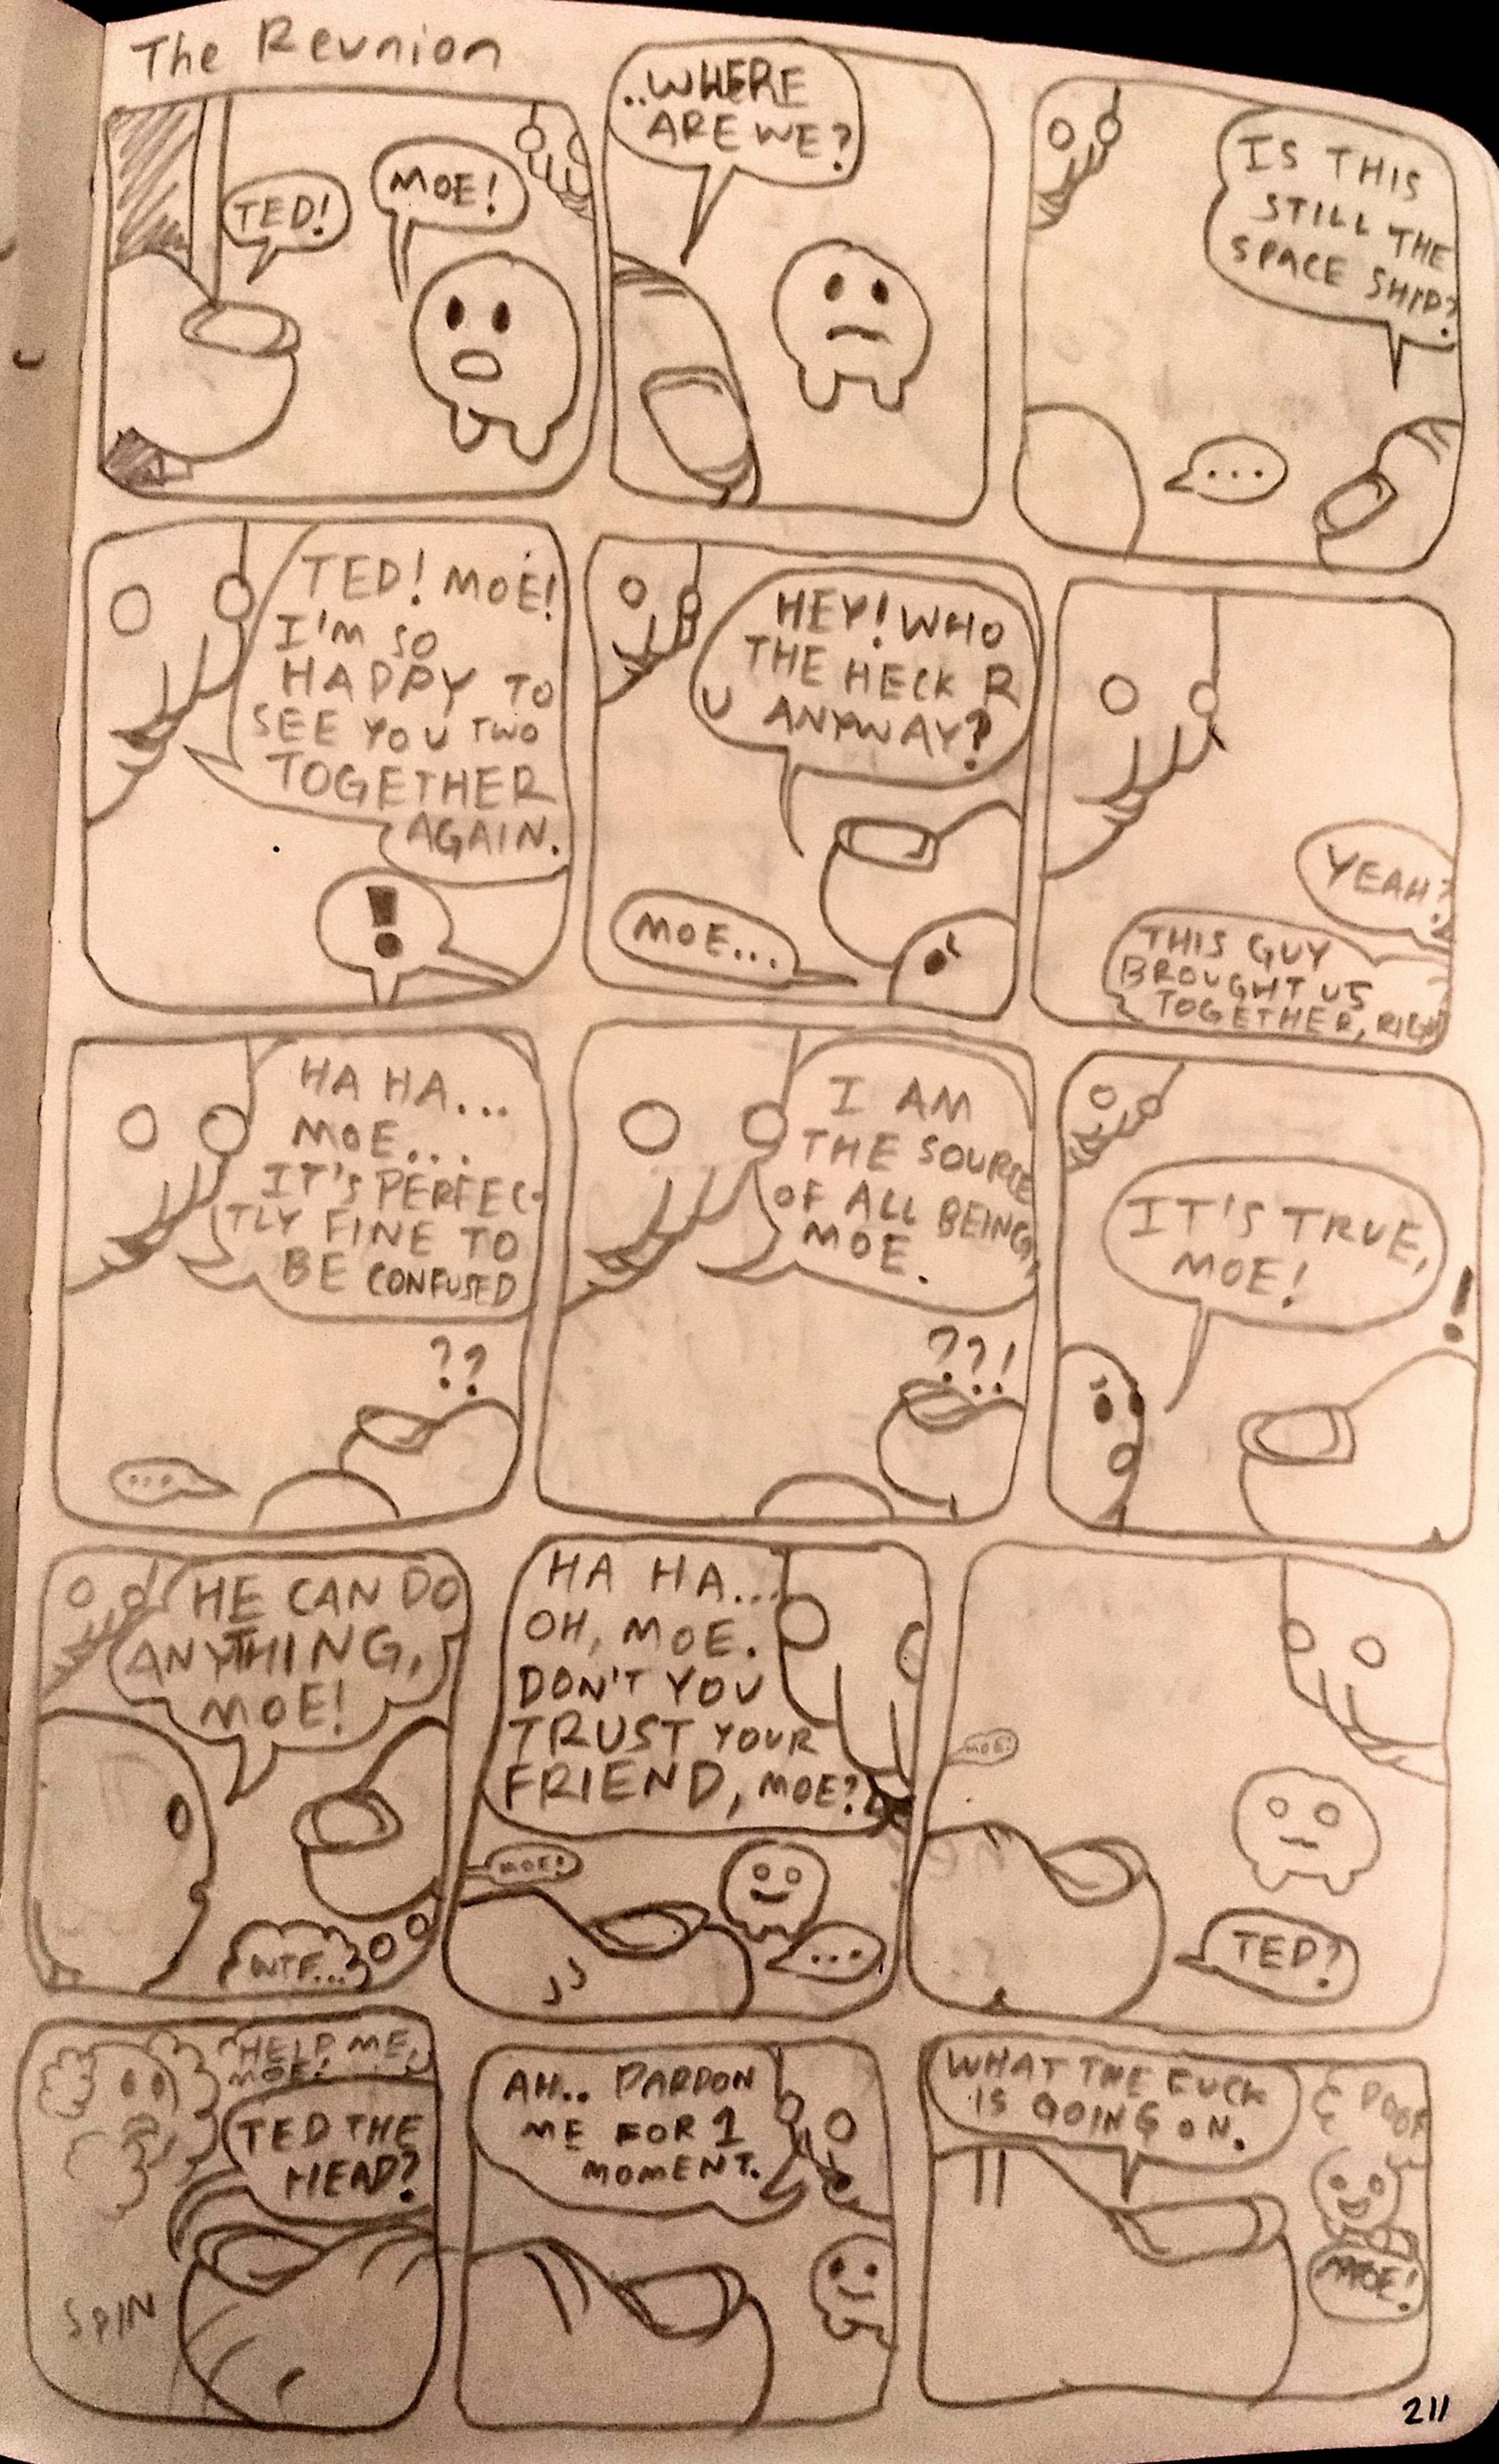 The Reunion
TED!
MOE!
..WHERE
ARE WE?
IS THIS
STILL THE
SPACE SHIP?
...
TED! MOE!
I'M SO
HAPPY TO
SEE YOU TWO
TOGETHER
AGAIN.
!
HEY! WHO
THE HECK R
U ANYWAY?
MOE...
YEAH?
THIS GUY
BROUGHT US
TOGETHER, RIGH
HA HA...
MOE...
IT'S PERFEC-
TLY FINE TO
BE CONFUSED
??
...
I AM
THE SOURCE
OF ALL BEING,
MOE.
??!
IT'S TRUE,
MOE!
!
HE CAN DO
ANYTHING,
MOE!
WTF...
HA HA...
OH, MOE.
DON'T YOU
TRUST YOUR
FRIEND, MOE?
MOE!
...
MOE!
TED?
HELP ME,
MOE!
TED THE
HEAD?
SPIN
AH.. PARDON
ME FOR 1
MOMENT.
WHAT THE FUCK
IS GOING ON.
POOF
MOE!
211